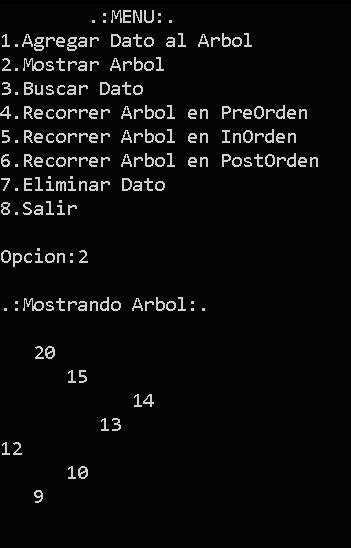 .:MENU:.
1.Agregar Dato al Arbol
2.Mostrar Arbol
3.Buscar Dato
4.Recorrer Arbol en PreOrden
5.Recorrer Arbol en InOrden
6.Recorrer Arbol en PostOrden
7.Eliminar Dato
8.Salir
Opcion:2
.:Mostrando Arbol:.
20
15
14
13
12
10
9